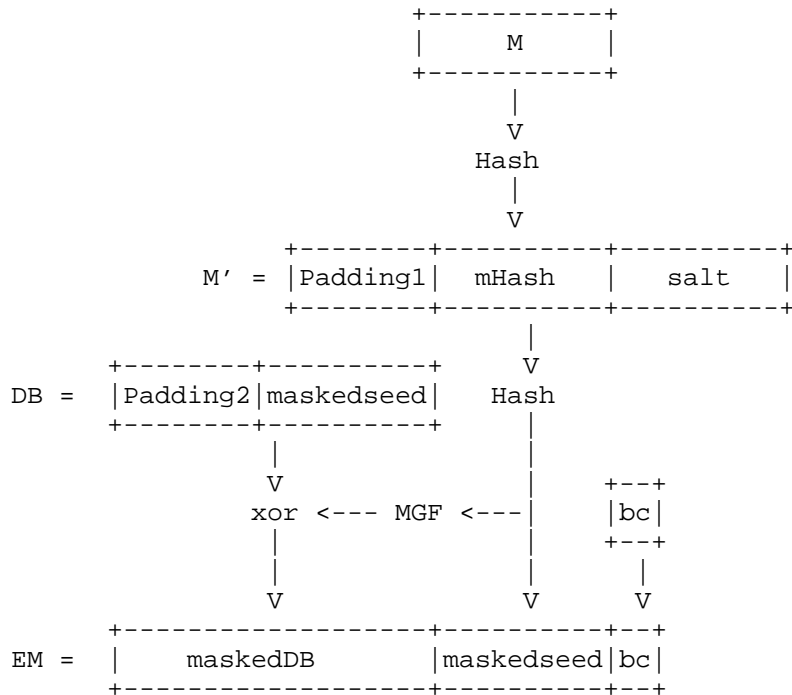 M
Hash
M' = Padding1 mHash salt
DB = Padding2 maskedseed Hash
xor <--- MGF <--- bc
EM = maskedDB maskedseed bc